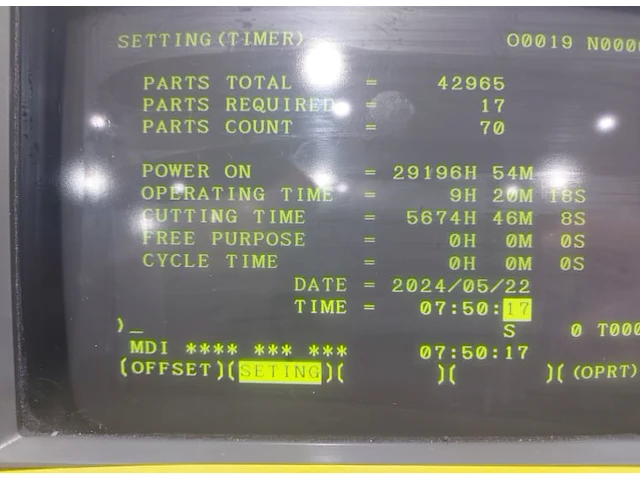 SETTING(TIMER) O0019 N000
PARTS TOTAL = 42965
PARTS REQUIRED = 17
PARTS COUNT = 70
POWER ON = 29196H 54M
OPERATING TIME = 9H 20M 18S
CUTTING TIME = 5674H 46M 8S
FREE PURPOSE = 0H 0M 0S
CYCLE TIME = 0H 0M 0S
DATE = 2024/05/22
TIME = 07:50:17
)_
S 0 T000
MDI **** *** *** 07:50:17
(OFFSET)(SETING)( )( )( (OPRT)